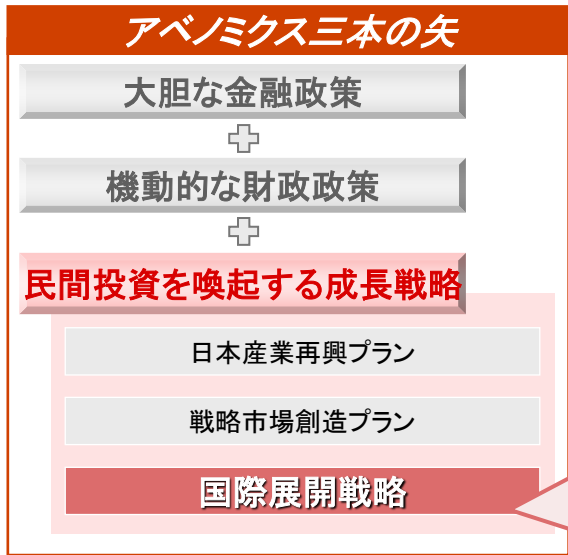 アベノミクス三本の矢
大胆な金融政策
機動的な財政政策
民間投資を喚起する成長戦略
日本産業再興プラン
戦略市場創造プラン
国際展開戦略